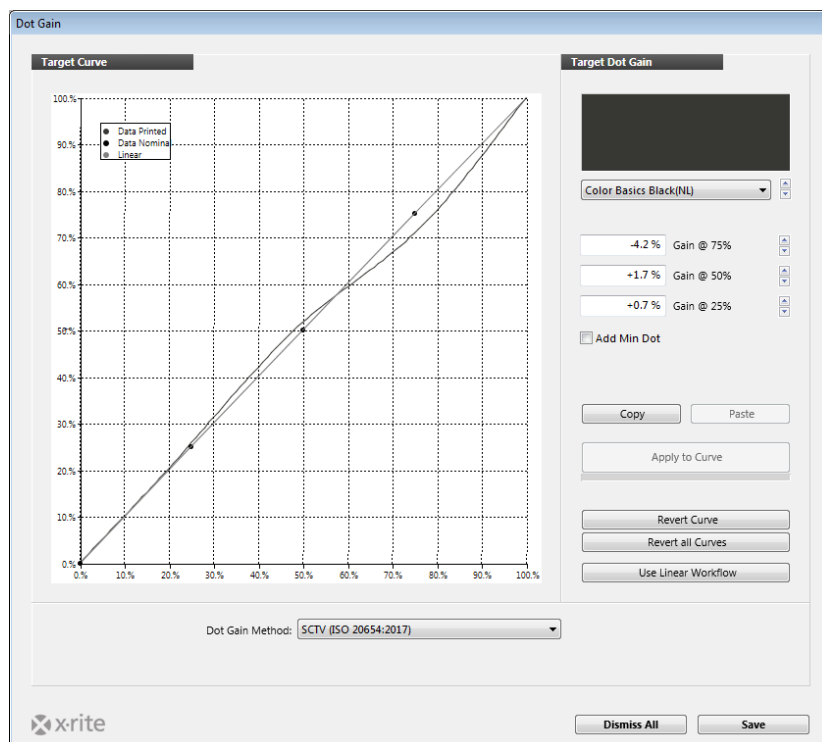 Dot Gain
Target Curve
100.%
90.%
80.%
70.%
60.%
50.%
40.%
30.%
20.%
10.%
0.%
Data Printed
Data Nomina
Linear
0.% 10.% 20.% 30.% 40.% 50.% 60.% 70.% 80.% 90.% 100.%
Target Dot Gain
Color Basics Black(NL)
-4.2 % Gain @ 75%
+1.7 % Gain @ 50%
+0.7 % Gain @ 25%
Add Min Dot
Copy Paste
Apply to Curve
Revert Curve
Revert all Curves
Use Linear Workflow
Dot Gain Method: SCTV (ISO 20654:2017)
x·rite
Dismiss All Save